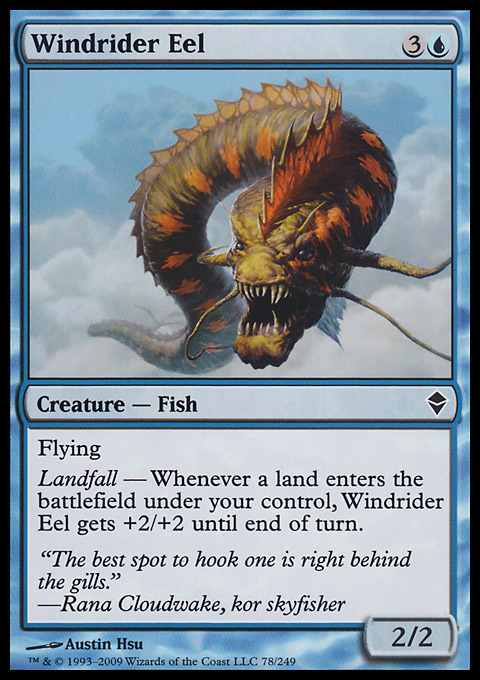 Windrider Eel 3
Creature — Fish
Flying
Landfall — Whenever a land enters the
battlefield under your control, Windrider
Eel gets +2/+2 until end of turn.
“The best spot to hook one is right behind
the gills.”
—Rana Cloudwake, kor skyfisher
2/2
Austin Hsu
™ & © 1993–2009 Wizards of the Coast LLC 78/249